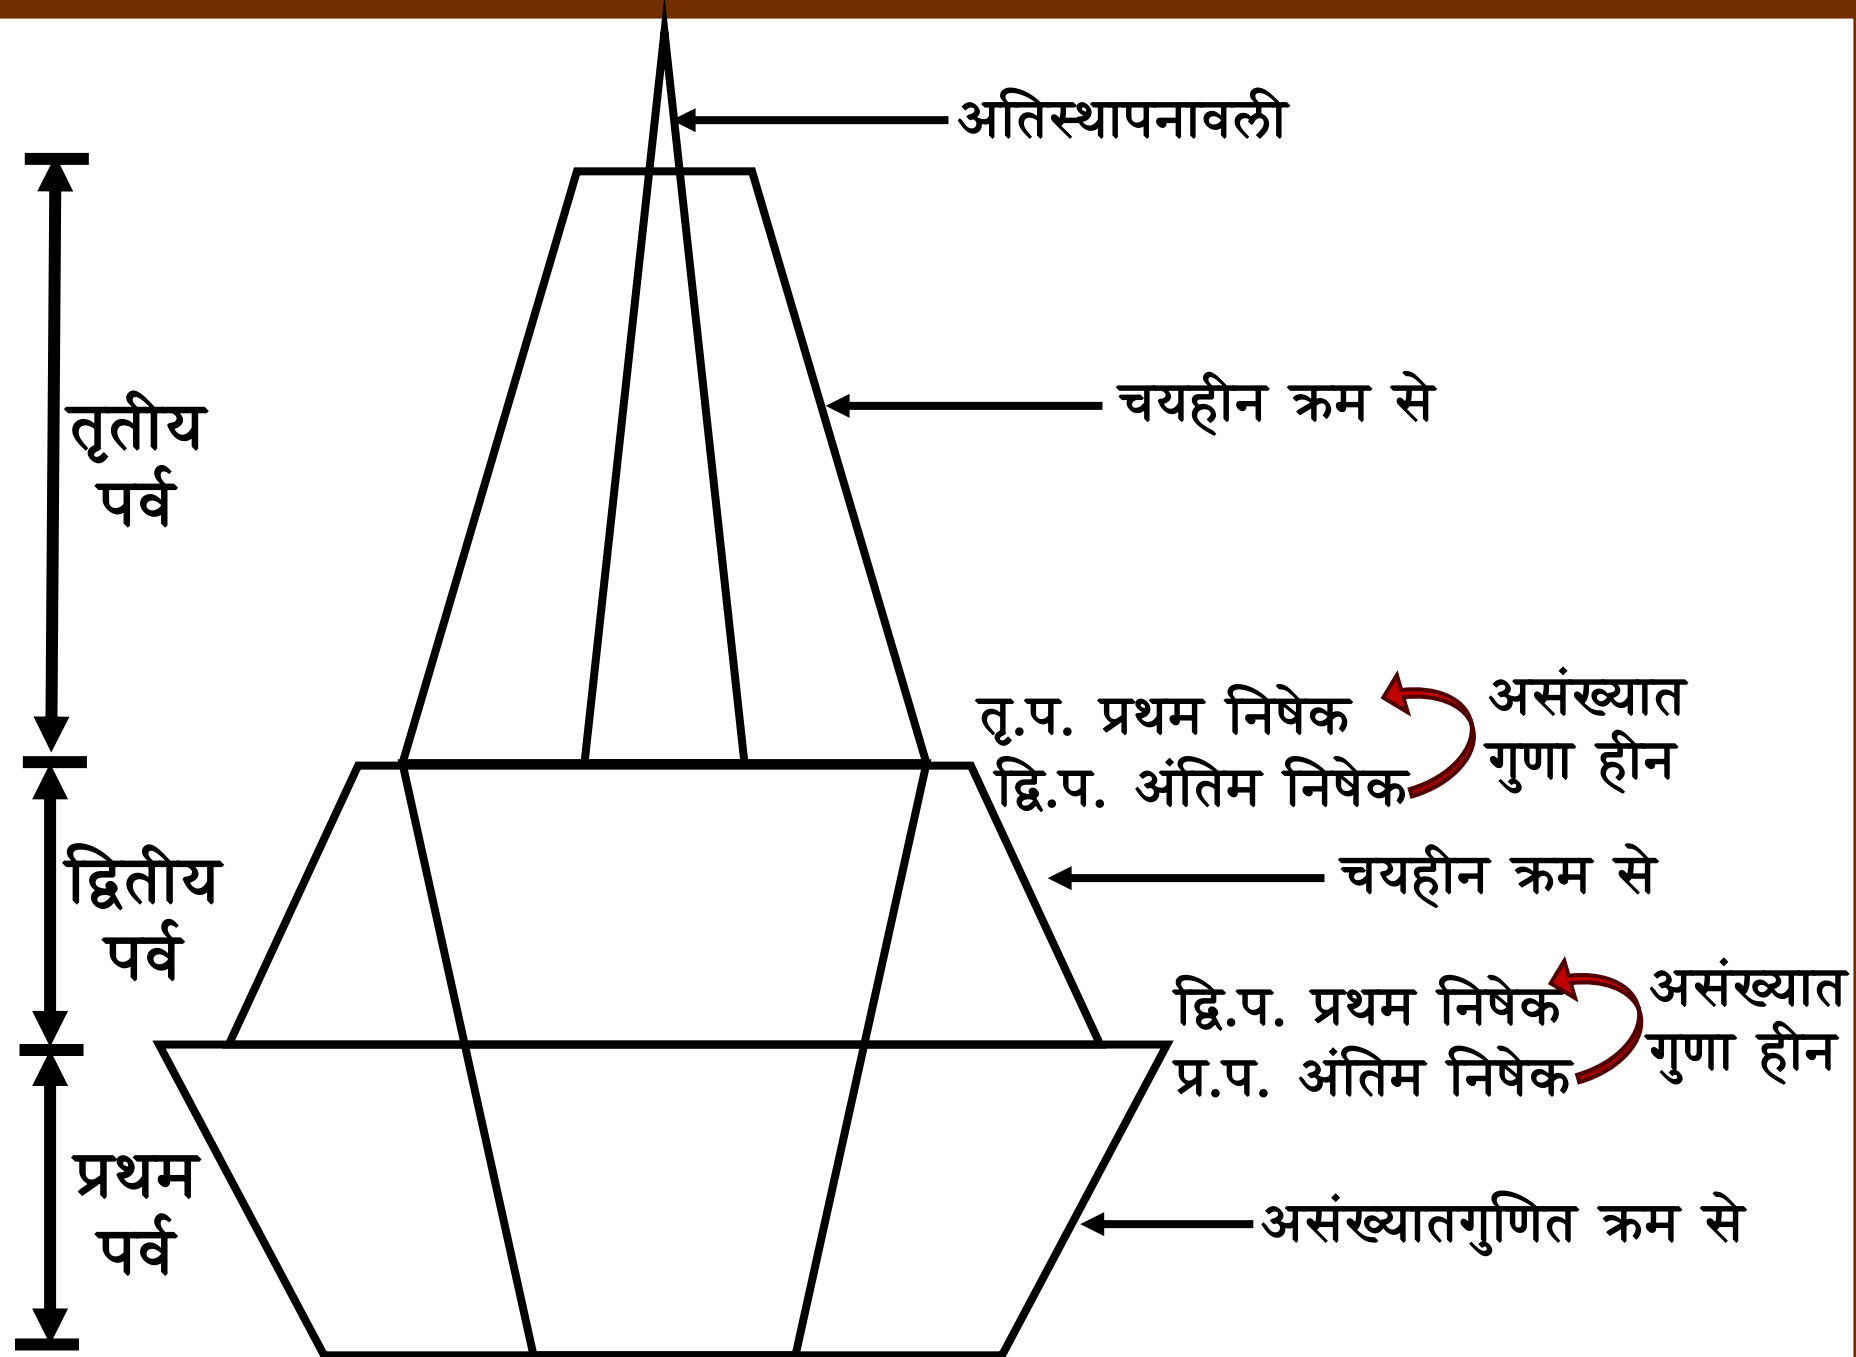 अतिस्थापनावली
चयहीन क्रम से
तृतीय
पर्व
तृ.प. प्रथम निषेक
द्वि.प. अंतिम निषेक
असंख्यात
गुणा हीन
द्वितीय
पर्व
चयहीन क्रम से
द्वि.प. प्रथम निषेक
प्र.प. अंतिम निषेक
असंख्यात
गुणा हीन
प्रथम
पर्व
असंख्यातगुणित क्रम से